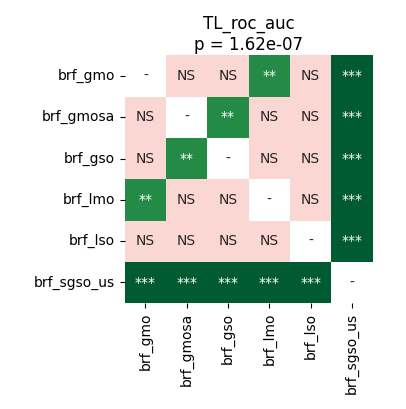 TL_roc_auc
p = 1.62e-07
brf_gmo - NS NS ** NS ***
brf_gmosa NS - ** NS NS ***
brf_gso NS ** - NS NS ***
brf_lmo ** NS NS - NS ***
brf_lso NS NS NS NS - ***
brf_sgso_us *** *** *** *** *** -
brf_gmo brf_gmosa brf_gso brf_lmo brf_lso brf_sgso_us